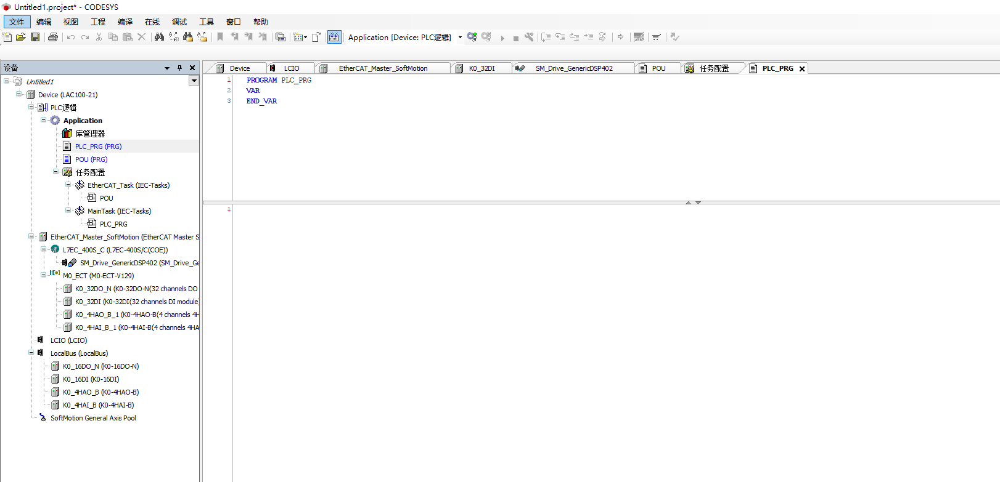 Untitled1.project* - CODESYS
文件 编辑 视图 工程 编译 在线 调试 工具 窗口 帮助
Application [Device: PLC逻辑]
设备
Untitled1
Device (LAC100-21)
PLC逻辑
Application
库管理器
PLC_PRG (PRG)
POU (PRG)
任务配置
EtherCAT_Task (IEC-Tasks)
POU
MainTask (IEC-Tasks)
PLC_PRG
EtherCAT_Master_SoftMotion (EtherCAT Master S
L7EC_400S_C (L7EC-400S/C(COE))
SM_Drive_GenericDSP402 (SM_Drive_Ge
M0_ECT (M0-ECT-V129)
K0_32DO_N (K0-32DO-N(32 channels DO
K0_32DI (K0-32DI(32 channels DI module)
K0_4HAO_B_1 (K0-4HAO-B(4 channels 4H
K0_4HAI_B_1 (K0-4HAI-B(4 channels 4HA
LCIO (LCIO)
LocalBus (LocalBus)
K0_16DO_N (K0-16DO-N)
K0_16DI (K0-16DI)
K0_4HAO_B (K0-4HAO-B)
K0_4HAI_B (K0-4HAI-B)
SoftMotion General Axis Pool
Device LCIO EtherCAT_Master_SoftMotion K0_32DI SM_Drive_GenericDSP402 POU 任务配置 PLC_PRG
1 PROGRAM PLC_PRG
2 VAR
3 END_VAR
1